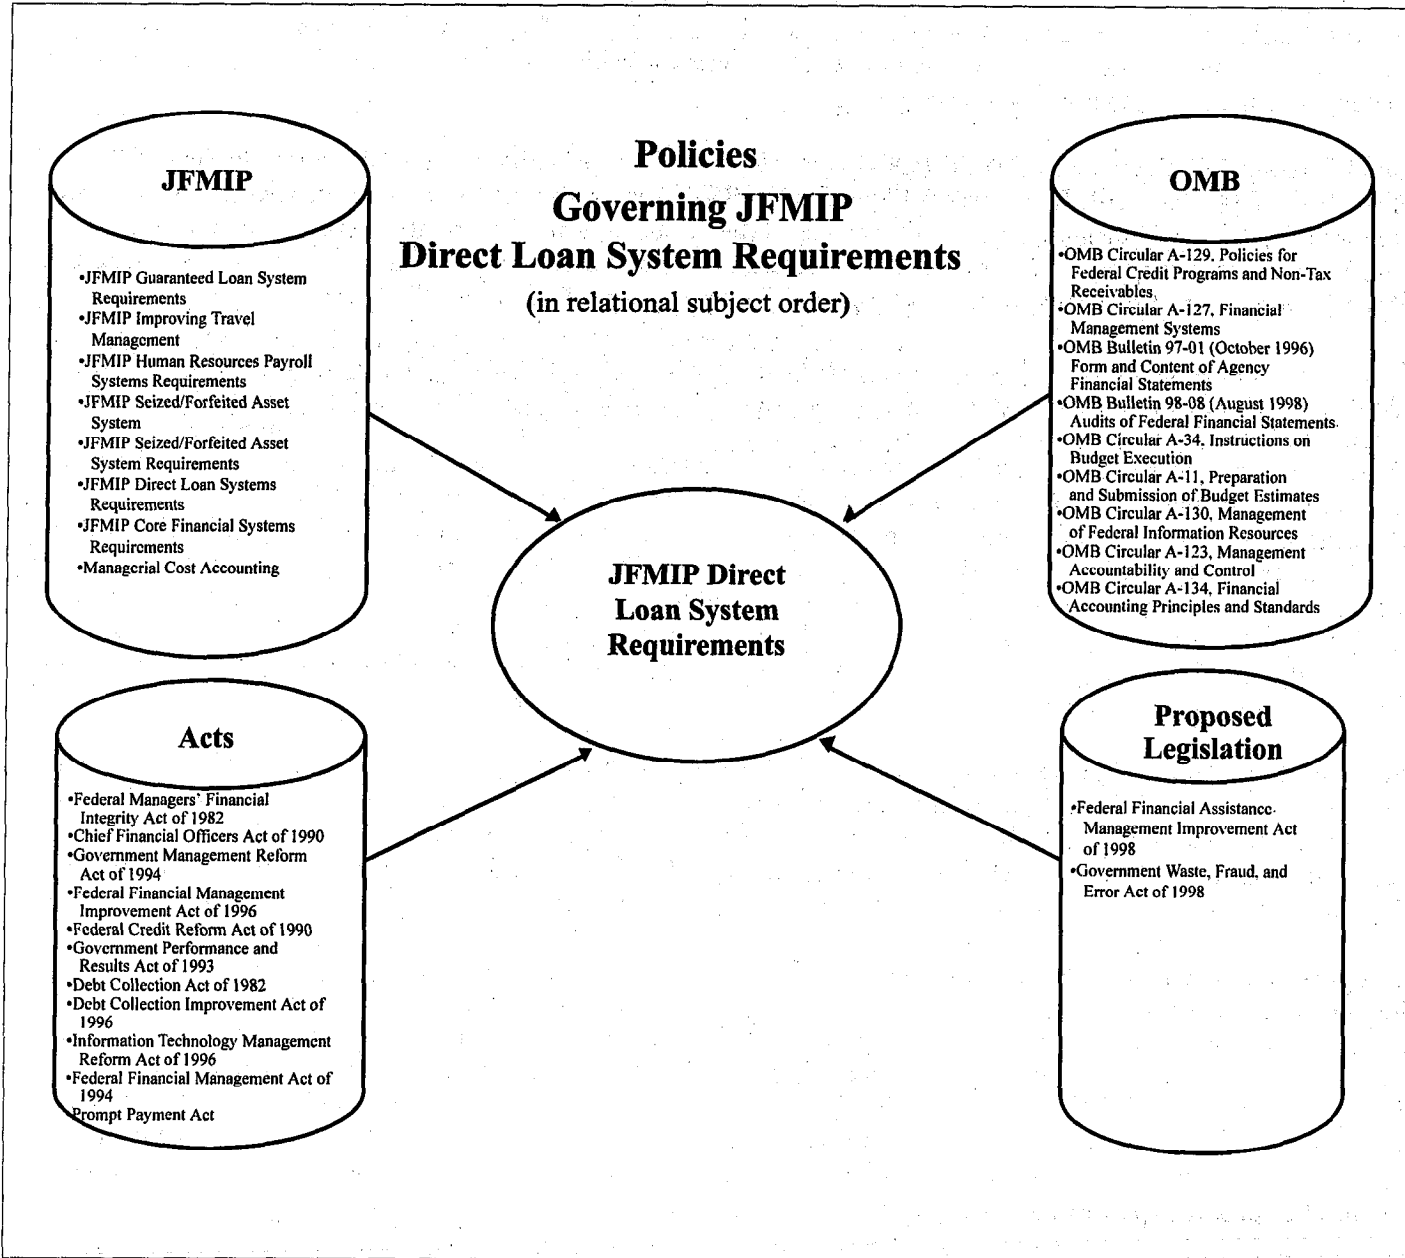 Policies
Governing JFMIP
Direct Loan System Requirements
(in relational subject order)
JFMIP
•JFMIP Guaranteed Loan System
Requirements
•JFMIP Improving Travel
Management
•JFMIP Human Resources Payroll
Systems Requirements
•JFMIP Seized/Forfeited Asset
System
•JFMIP Seized/Forfeited Asset
System Requirements
•JFMIP Direct Loan Systems
Requirements
•JFMIP Core Financial Systems
Requirements
•Managerial Cost Accounting
OMB
•OMB Circular A-129, Policies for
Federal Credit Programs and Non-Tax
Receivables
•OMB Circular A-127, Financial
Management Systems
•OMB Bulletin 97-01 (October 1996)
Form and Content of Agency
Financial Statements
•OMB Bulletin 98-08 (August 1998)
Audits of Federal Financial Statements
•OMB Circular A-34, Instructions on
Budget Execution
•OMB Circular A-11, Preparation
and Submission of Budget Estimates
•OMB Circular A-130, Management
of Federal Information Resources
•OMB Circular A-123, Management
Accountability and Control
•OMB Circular A-134, Financial
Accounting Principles and Standards
JFMIP Direct
Loan System
Requirements
Acts
•Federal Managers' Financial
Integrity Act of 1982
•Chief Financial Officers Act of 1990
•Government Management Reform
Act of 1994
•Federal Financial Management
Improvement Act of 1996
•Federal Credit Reform Act of 1990
•Government Performance and
Results Act of 1993
•Debt Collection Act of 1982
•Debt Collection Improvement Act of
1996
•Information Technology Management
Reform Act of 1996
•Federal Financial Management Act of
1994
Prompt Payment Act
Proposed
Legislation
•Federal Financial Assistance
Management Improvement Act
of 1998
•Government Waste, Fraud, and
Error Act of 1998